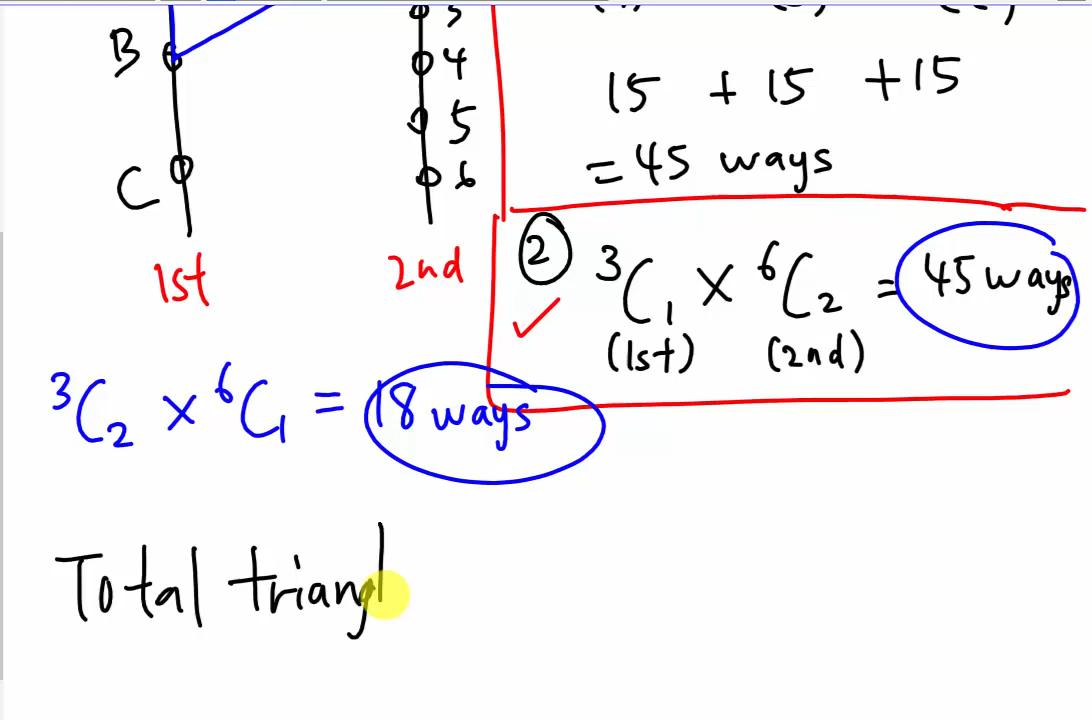 B
C
1st
4
5
6
2nd
15 + 15 + 15
= 45 ways
2 ³C₁ × ⁶C₂ = 45 ways
(1st) (2nd)
³C₂ × ⁶C₁ = 18 ways
Total triangl